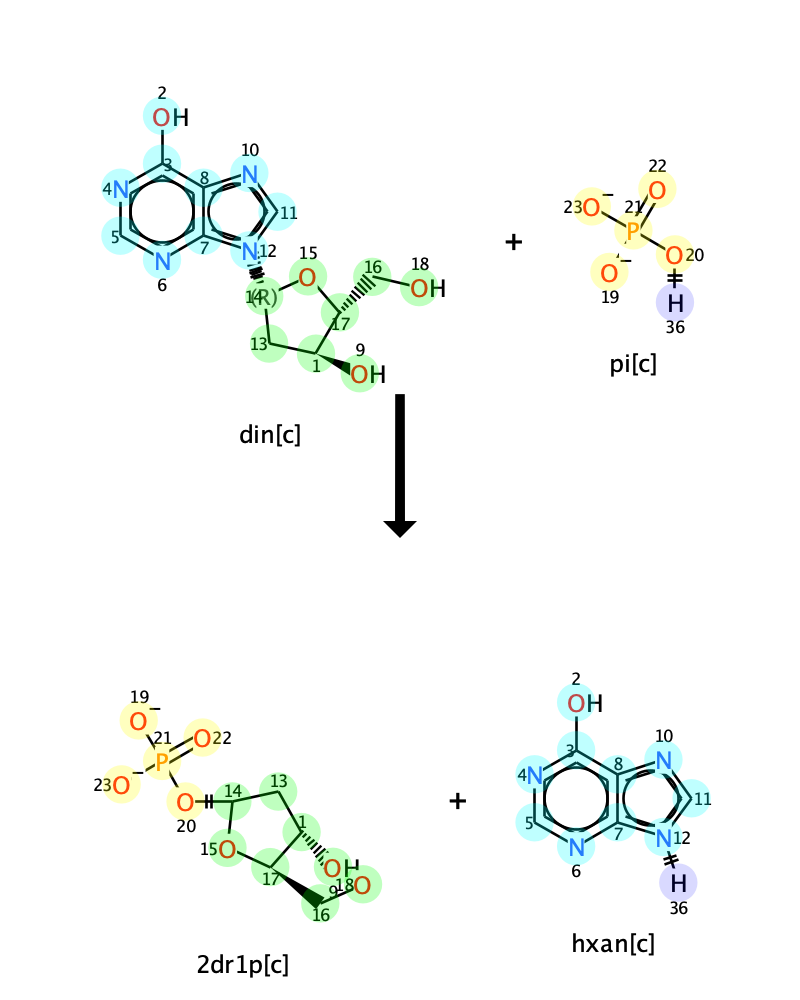 2
OH
3
4 N 8 N 10
11
5 7 N 12
N
6
(R) 14
15 O
16
18
OH
17
13
1
9
OH
din[c]
+
22
O
23 O −
21
P
O 20
O −
19
H
36
pi[c]
19
O −
21
P
O 22
23 O −
O
20
14
13
1
15 O
17
OH
9
18 O
16
2dr1p[c]
+
2
OH
3
4 N 8 N 10
11
5 7 N 12
N
6
H
36
hxan[c]